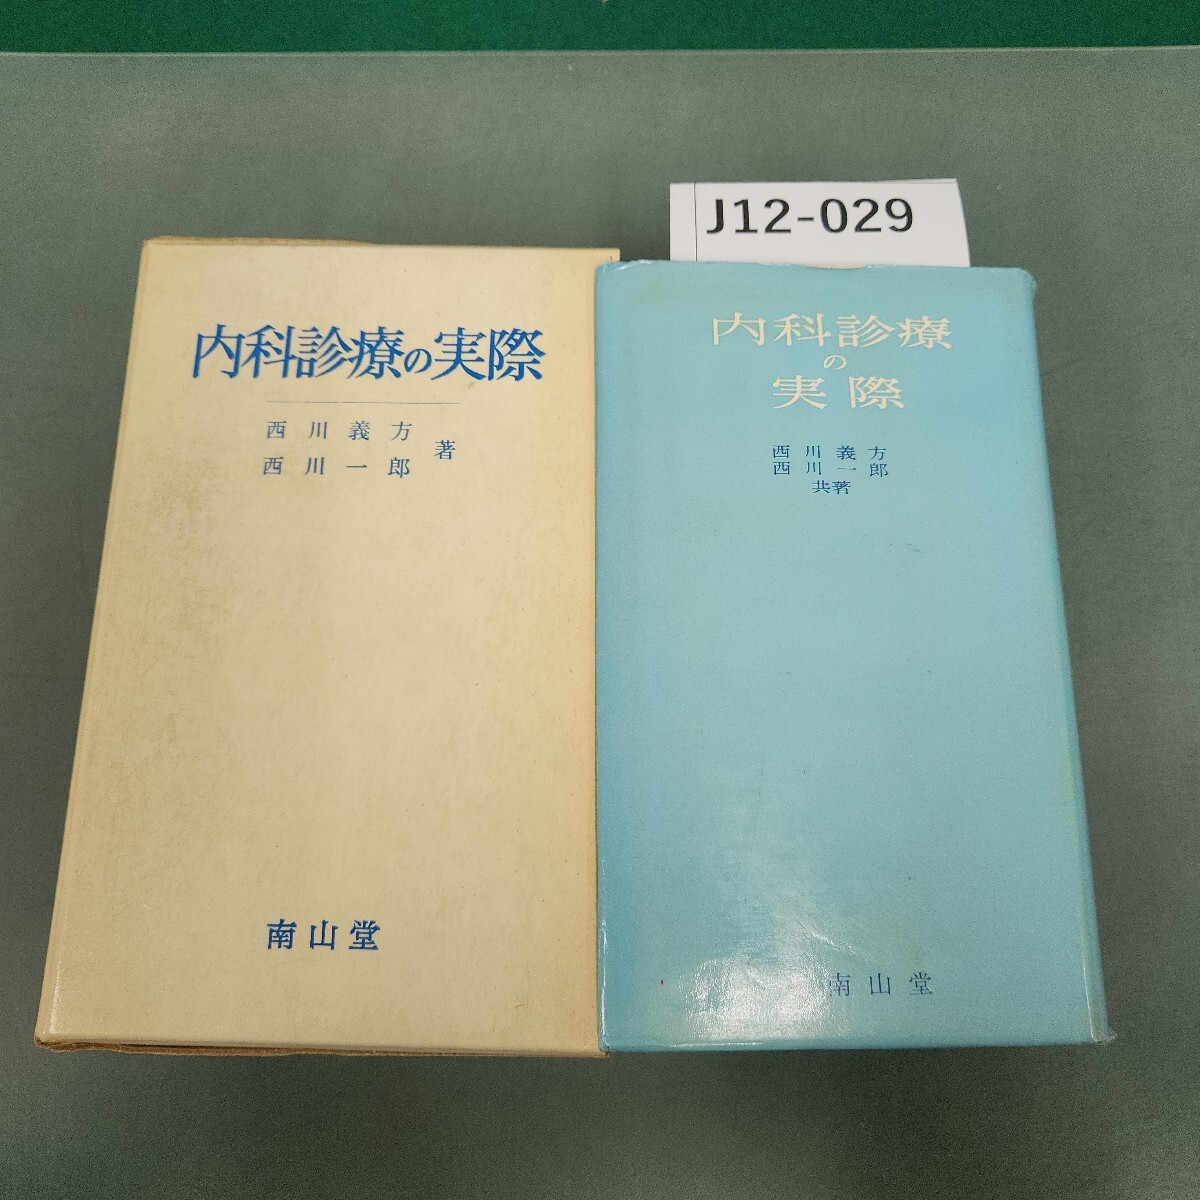 J12-029
内科診療の実際
西川義方
西川一郎
著
南山堂
内科診療
の
実際
西川義方
西川一郎
共著
南山堂